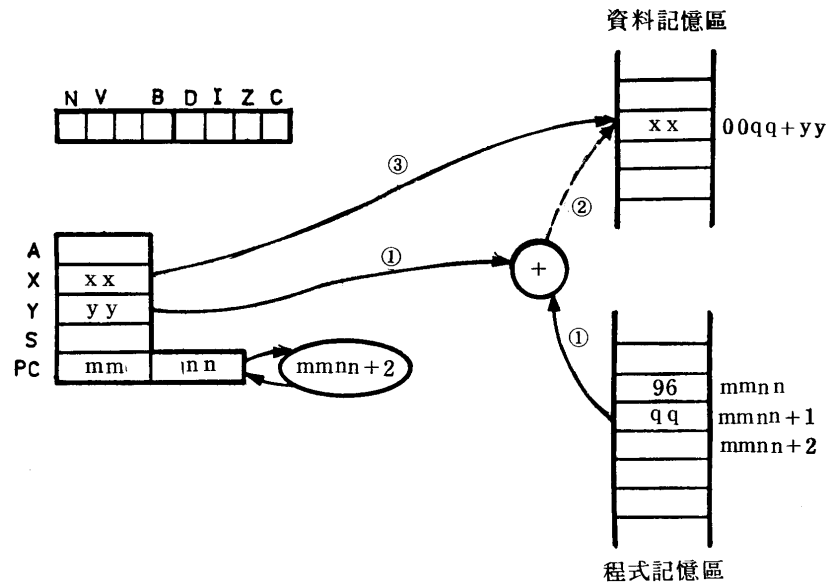 資料記憶區
N V B D I Z C
xx
00qq+yy
③
②
①
+
①
A
X xx
Y yy
S
PC mm nn
mmnn+2
96 mmnn
qq mmnn+1
mmnn+2
程式記憶區